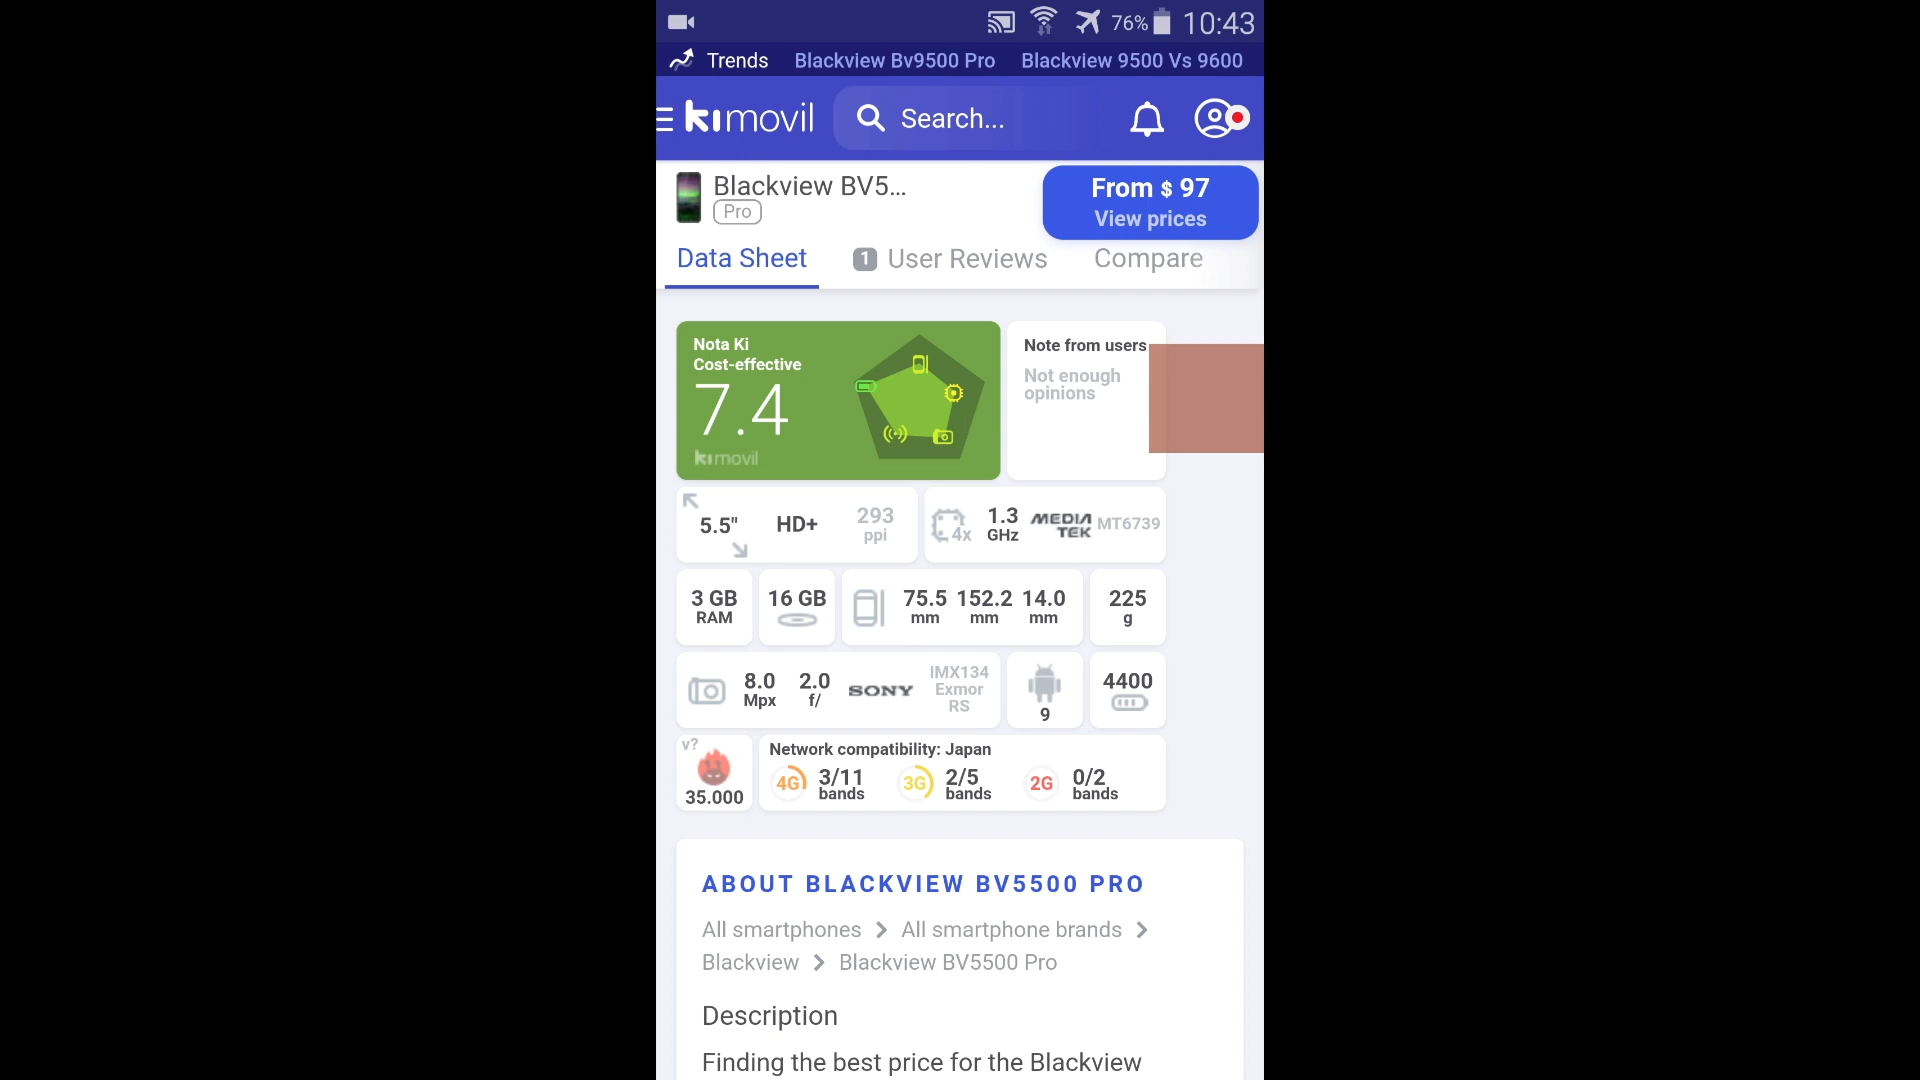 76% 10:43
Trends Blackview Bv9500 Pro Blackview 9500 Vs 9600
kimovil Search...
Blackview BV5...
Pro
From $ 97
View prices
Data Sheet 1 User Reviews Compare
Nota Ki
Cost-effective
7.4
kimovil
Note from users
Not enough
opinions
5.5" HD+ 293
ppi
4x 1.3
GHz
MEDIA
TEK
MT6739
3 GB
RAM
16 GB
75.5 152.2 14.0
mm mm mm
225
g
8.0 2.0
Mpx f/
SONY
IMX134
Exmor
RS
9
4400
v?
35.000
Network compatibility: Japan
4G 3/11
bands
3G 2/5
bands
2G 0/2
bands
ABOUT BLACKVIEW BV5500 PRO
All smartphones > All smartphone brands >
Blackview > Blackview BV5500 Pro
Description
Finding the best price for the Blackview